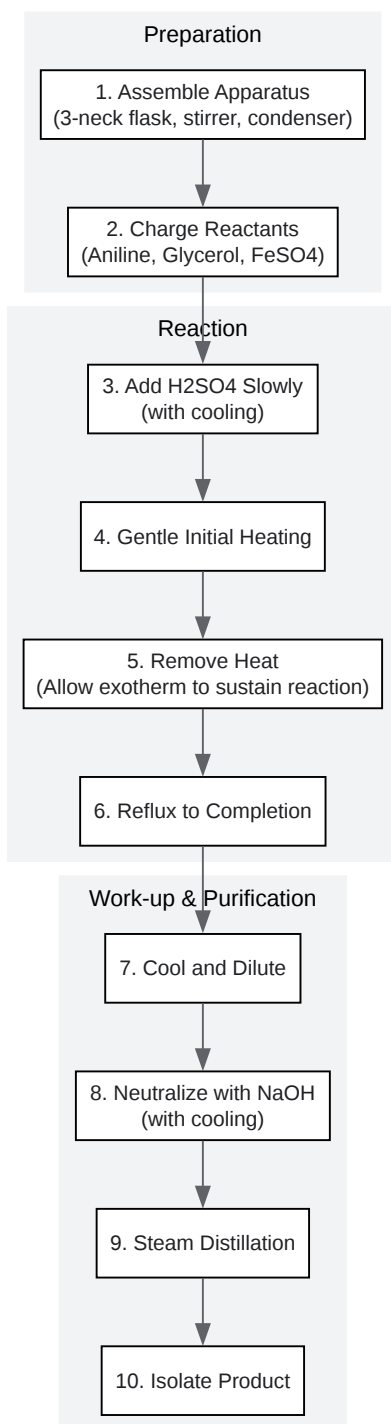 Preparation
1. Assemble Apparatus
(3-neck flask, stirrer, condenser)
2. Charge Reactants
(Aniline, Glycerol, FeSO4)
Reaction
3. Add H2SO4 Slowly
(with cooling)
4. Gentle Initial Heating
5. Remove Heat
(Allow exotherm to sustain reaction)
6. Reflux to Completion
Work-up & Purification
7. Cool and Dilute
8. Neutralize with NaOH
(with cooling)
9. Steam Distillation
10. Isolate Product